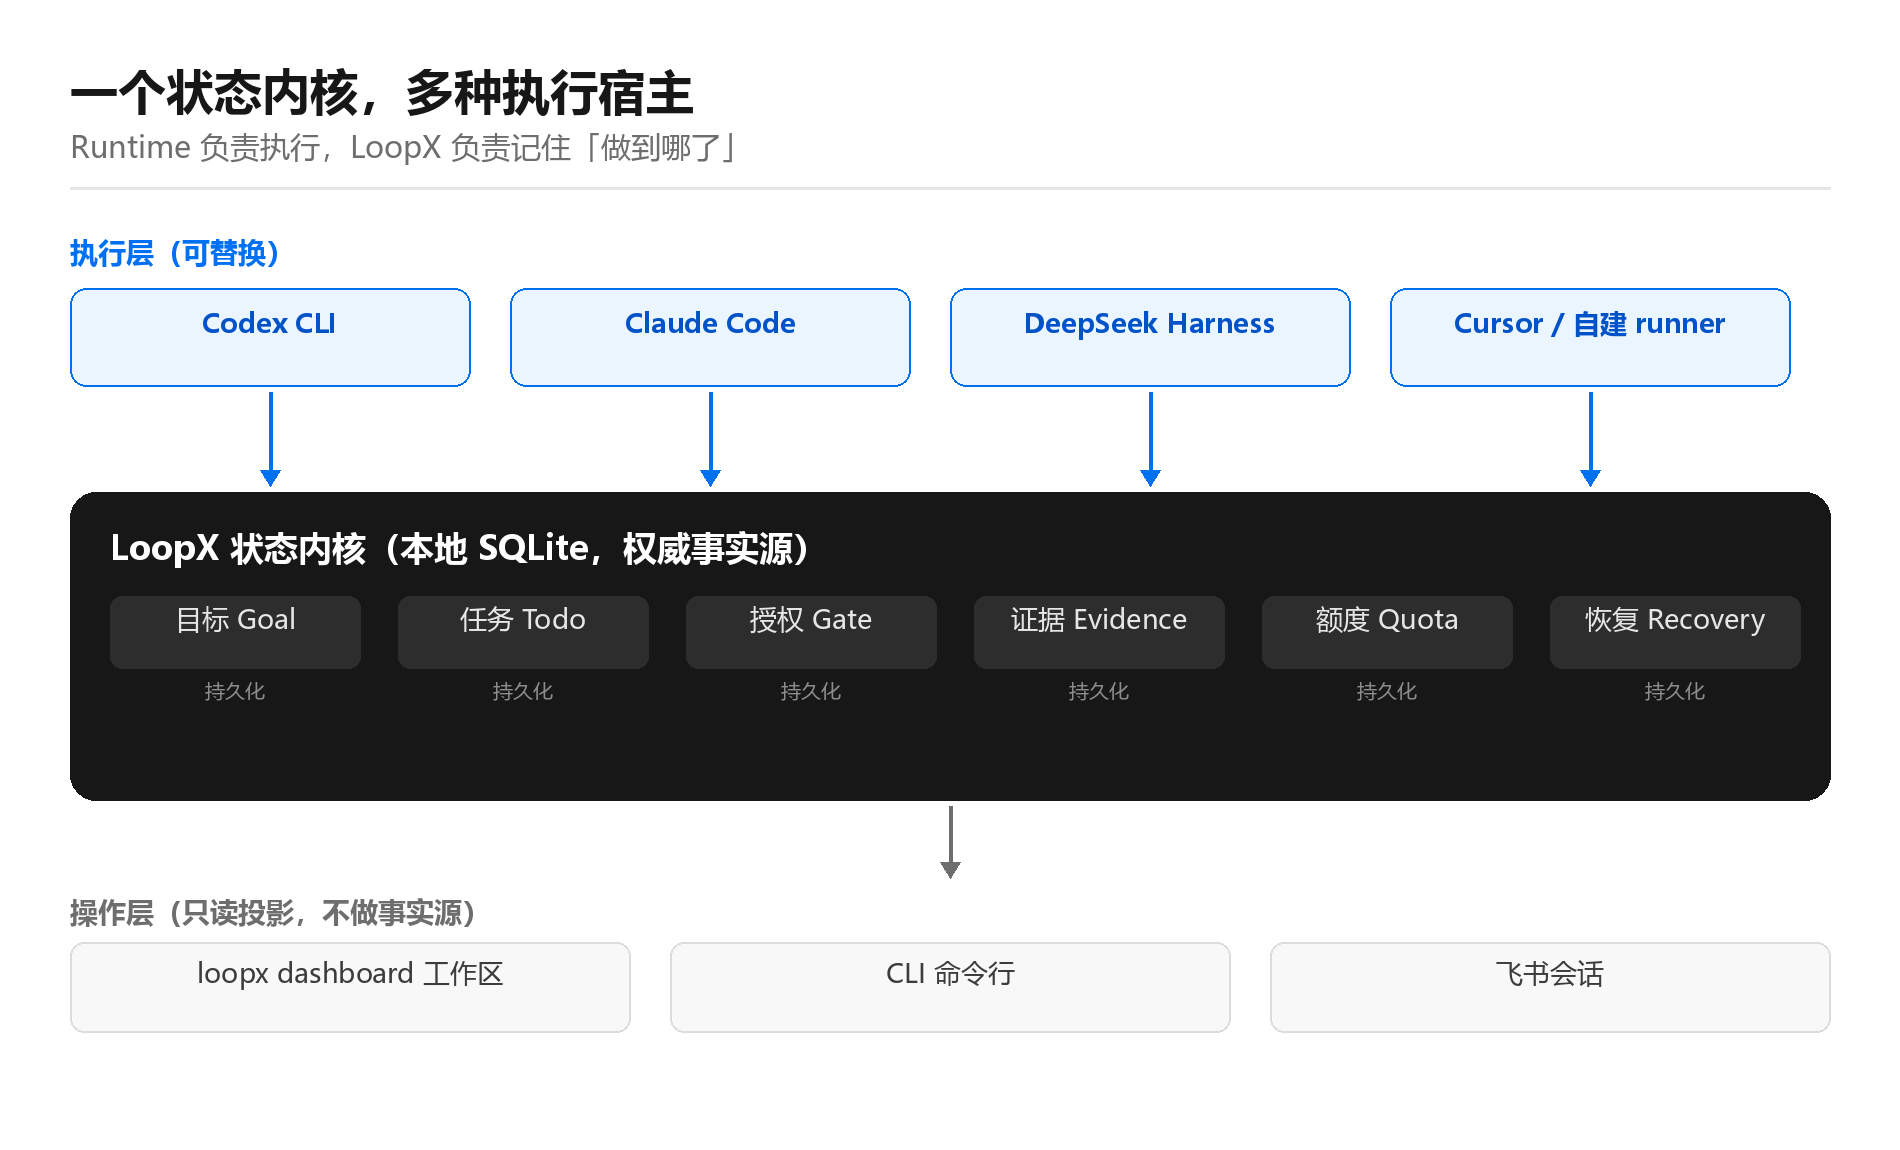 一个状态内核，多种执行宿主
Runtime 负责执行，LoopX 负责记住「做到哪了」
执行层（可替换）
Codex CLI
Claude Code
DeepSeek Harness
Cursor / 自建 runner
LoopX 状态内核（本地 SQLite，权威事实源）
目标 Goal
任务 Todo
授权 Gate
证据 Evidence
额度 Quota
恢复 Recovery
持久化
持久化
持久化
持久化
持久化
持久化
操作层（只读投影，不做事实源）
loopx dashboard 工作区
CLI 命令行
飞书会话